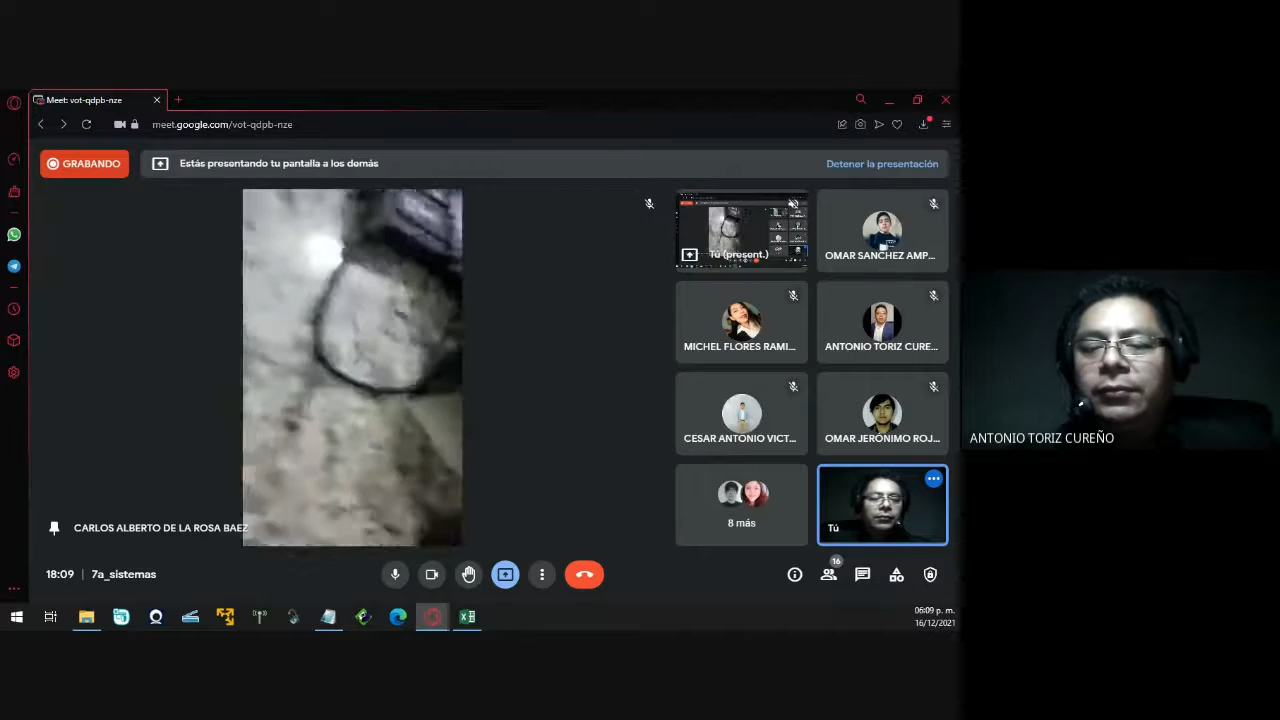 Meet: vot-qdpb-nze
meet.google.com/vot-qdpb-nze
GRABANDO
Estás presentando tu pantalla a los demás
Detener la presentación
Tú (present.)
OMAR SANCHEZ AMP...
MICHEL FLORES RAMI...
ANTONIO TORIZ CURE...
CESAR ANTONIO VICT...
OMAR JERÓNIMO ROJ...
8 más
Tú
ANTONIO TORIZ CUREÑO
CARLOS ALBERTO DE LA ROSA BAEZ
18:09 | 7a_sistemas
16
06:09 p. m.
16/12/2021